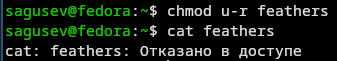 sagusev@fedora:~$ chmod u-r feathers
sagusev@fedora:~$ cat feathers
cat: feathers: Отказано в доступе